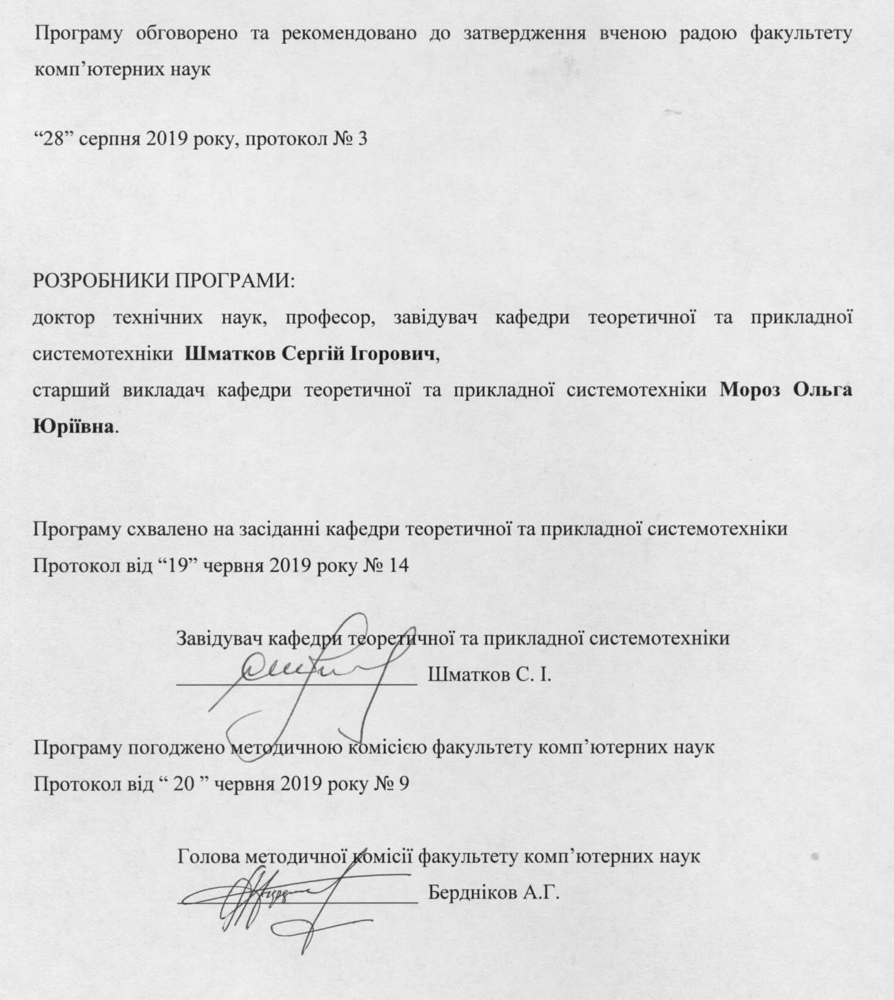 Програму обговорено та рекомендовано до затвердження вченою радою факультету
комп’ютерних наук
“28” серпня 2019 року, протокол № 3
РОЗРОБНИКИ ПРОГРАМИ:
доктор технічних наук, професор, завідувач кафедри теоретичної та прикладної
системотехніки Шматков Сергій Ігорович,
старший викладач кафедри теоретичної та прикладної системотехніки Мороз Ольга
Юріївна.
Програму схвалено на засіданні кафедри теоретичної та прикладної системотехніки
Протокол від “19” червня 2019 року № 14
Завідувач кафедри теоретичної та прикладної системотехніки
Шматков С. І.
Програму погоджено методичною комісією факультету комп’ютерних наук
Протокол від “ 20 ” червня 2019 року № 9
Голова методичної комісії факультету комп’ютерних наук
Бердніков А.Г.